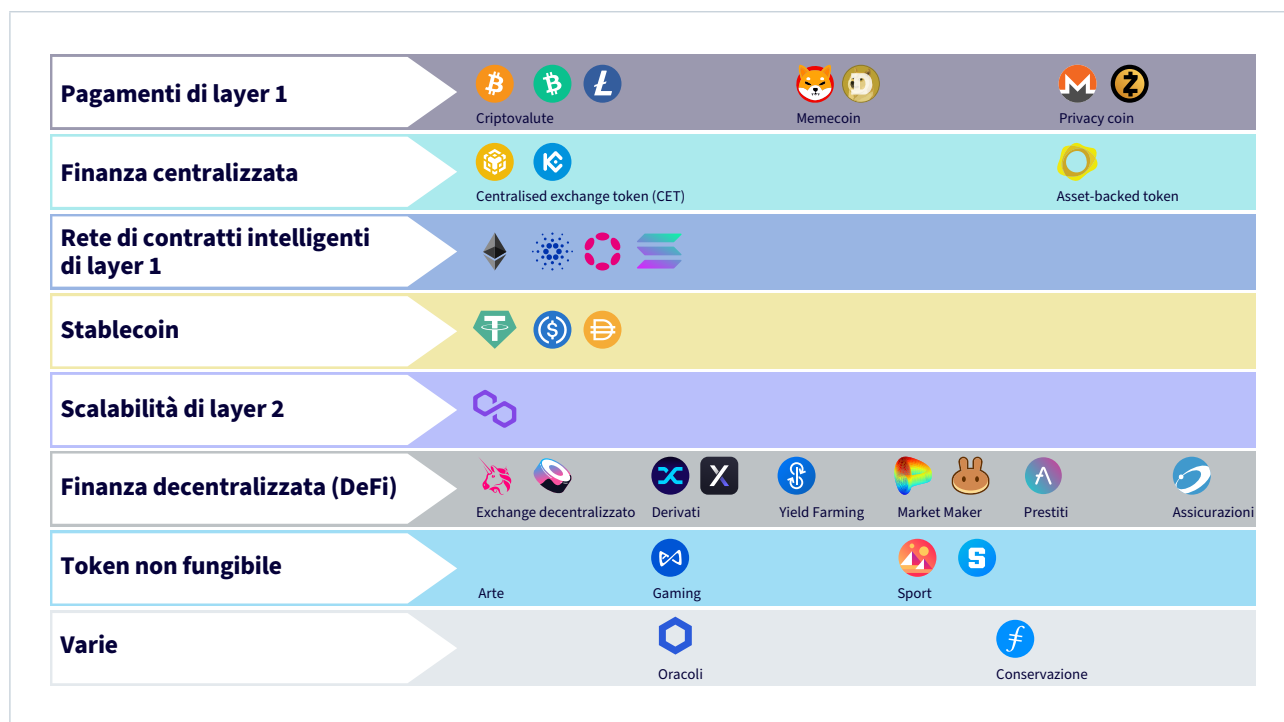 Pagamenti di layer 1
Criptovalute
Memecoin
Privacy coin
Finanza centralizzata
Centralised exchange token (CET)
Asset-backed token
Rete di contratti intelligenti
di layer 1
Stablecoin
Scalabilità di layer 2
Finanza decentralizzata (DeFi)
Exchange decentralizzato
Derivati
Yield Farming
Market Maker
Prestiti
Assicurazioni
Token non fungibile
Arte
Gaming
Sport
Varie
Oracoli
Conservazione